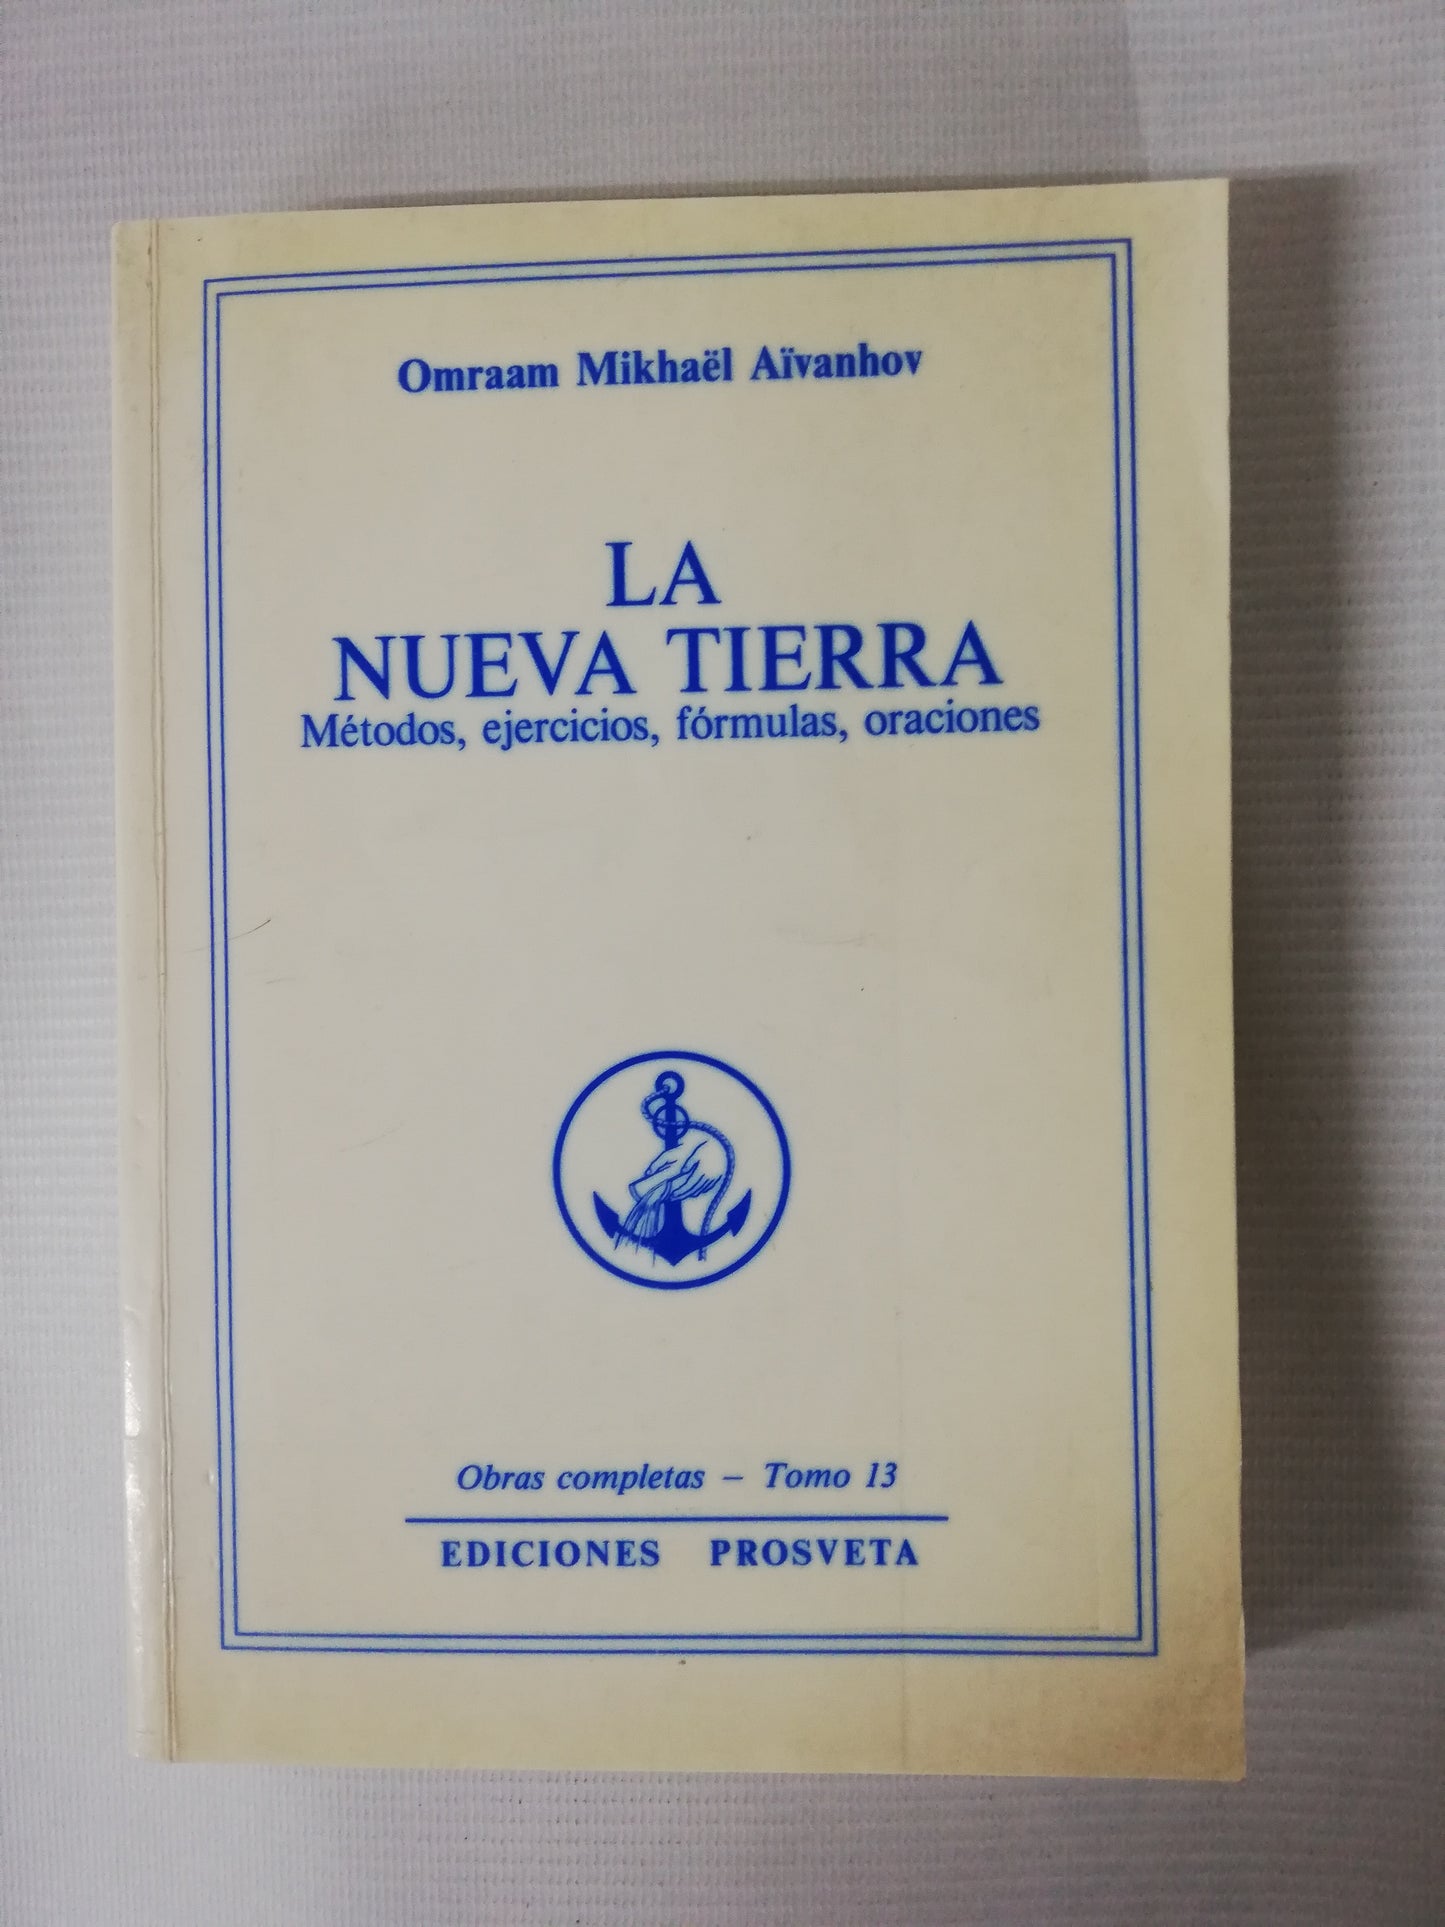 Omraam Mikhaël Aïvanhov
LA
NUEVA TIERRA
Métodos, ejercicios, fórmulas, oraciones
Obras completas – Tomo 13
EDICIONES PROSVETA